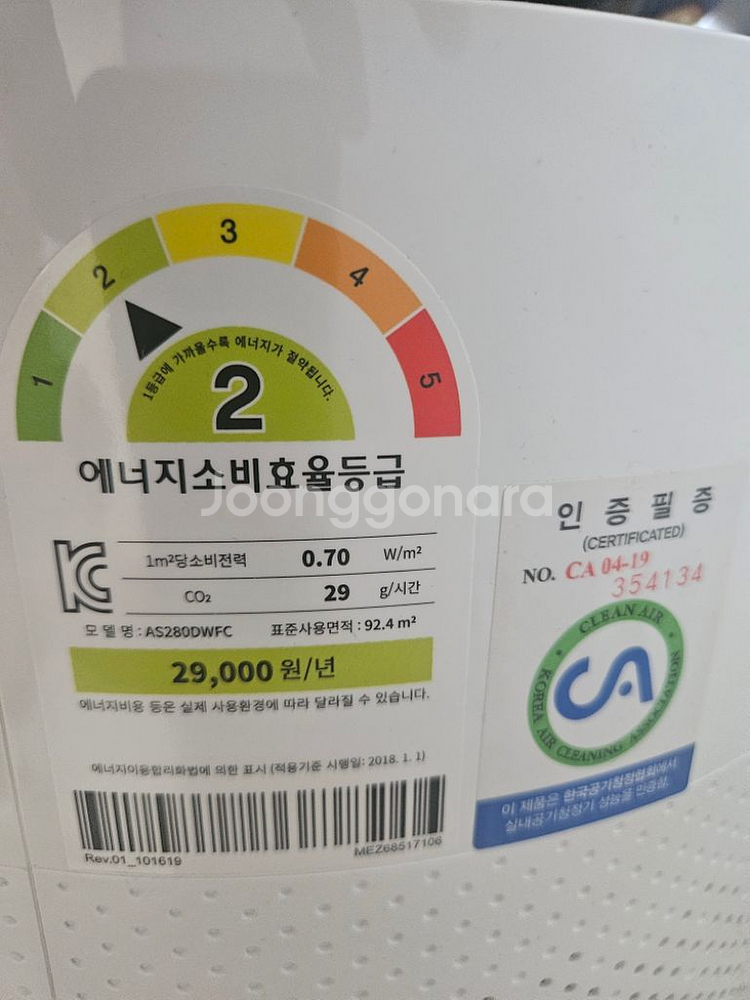 1 2 3 4 5
1등급에 가까울수록 에너지가 절약됩니다.
2
에너지소비효율등급
1m²당소비전력 0.70 W/m²
CO₂ 29 g/시간
모 델 명 : AS280DWFC 표준사용면적 : 92.4 m²
29,000 원/년
에너지비용 등은 실제 사용환경에 따라 달라질 수 있습니다.
에너지이용합리화법에 의한 표시 (적용기준 시행일: 2018. 1. 1)
Rev.01_101619 MEZ68517106
Joonggonara
인 증 필 증
(CERTIFICATED)
NO. CA 04-19
354134
CLEAN AIR
KOREA AIR CLEANING ASSOCIATION
이 제품은 한국공기청정협회에서
실내공기청정기 성능을 인증함.